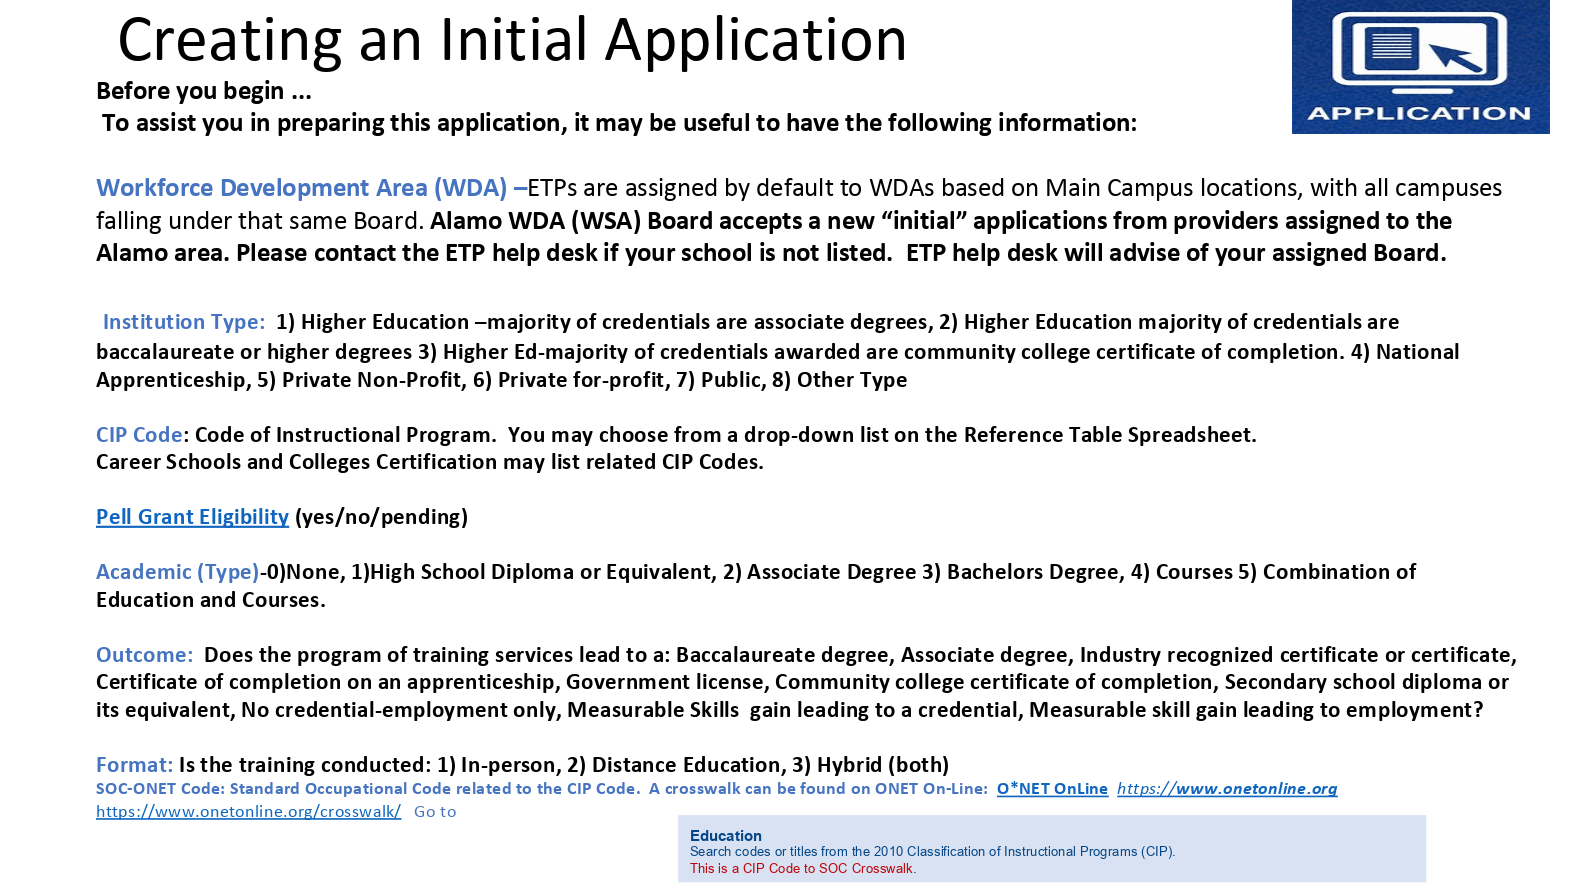 Creating an Initial Application
APPLICATION
Before you begin ...
To assist you in preparing this application, it may be useful to have the following information:
Workforce Development Area (WDA) –ETPs are assigned by default to WDAs based on Main Campus locations, with all campuses
falling under that same Board. Alamo WDA (WSA) Board accepts a new “initial” applications from providers assigned to the
Alamo area. Please contact the ETP help desk if your school is not listed.  ETP help desk will advise of your assigned Board.
Institution Type:  1) Higher Education –majority of credentials are associate degrees, 2) Higher Education majority of credentials are
baccalaureate or higher degrees 3) Higher Ed-majority of credentials awarded are community college certificate of completion. 4) National
Apprenticeship, 5) Private Non-Profit, 6) Private for-profit, 7) Public, 8) Other Type
CIP Code: Code of Instructional Program.  You may choose from a drop-down list on the Reference Table Spreadsheet.
Career Schools and Colleges Certification may list related CIP Codes.
Pell Grant Eligibility (yes/no/pending)
Academic (Type)-0)None, 1)High School Diploma or Equivalent, 2) Associate Degree 3) Bachelors Degree, 4) Courses 5) Combination of
Education and Courses.
Outcome:  Does the program of training services lead to a: Baccalaureate degree, Associate degree, Industry recognized certificate or certificate,
Certificate of completion on an apprenticeship, Government license, Community college certificate of completion, Secondary school diploma or
its equivalent, No credential-employment only, Measurable Skills  gain leading to a credential, Measurable skill gain leading to employment?
Format: Is the training conducted: 1) In-person, 2) Distance Education, 3) Hybrid (both)
SOC-ONET Code: Standard Occupational Code related to the CIP Code.  A crosswalk can be found on ONET On-Line:  O*NET OnLine  https://www.onetonline.org
https://www.onetonline.org/crosswalk/   Go to
Education
Search codes or titles from the 2010 Classification of Instructional Programs (CIP).
This is a CIP Code to SOC Crosswalk.